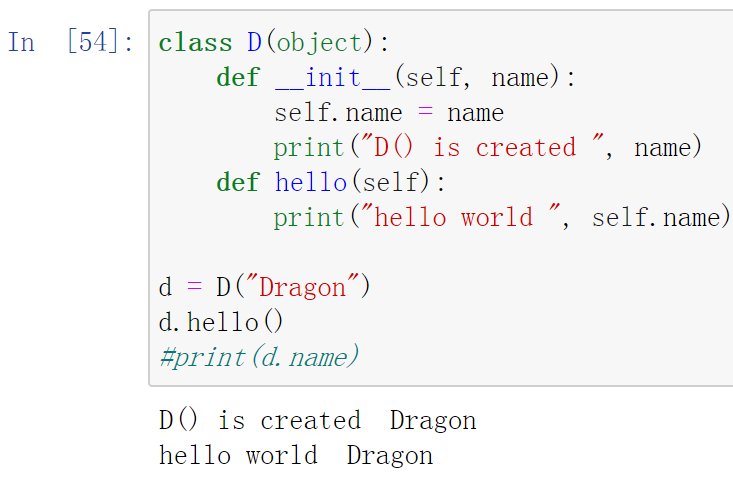 In [54]: class D(object):
    def __init__(self, name):
        self.name = name
        print("D() is created ", name)
    def hello(self):
        print("hello world ", self.name)

d = D("Dragon")
d.hello()
#print(d.name)
D() is created  Dragon
hello world  Dragon